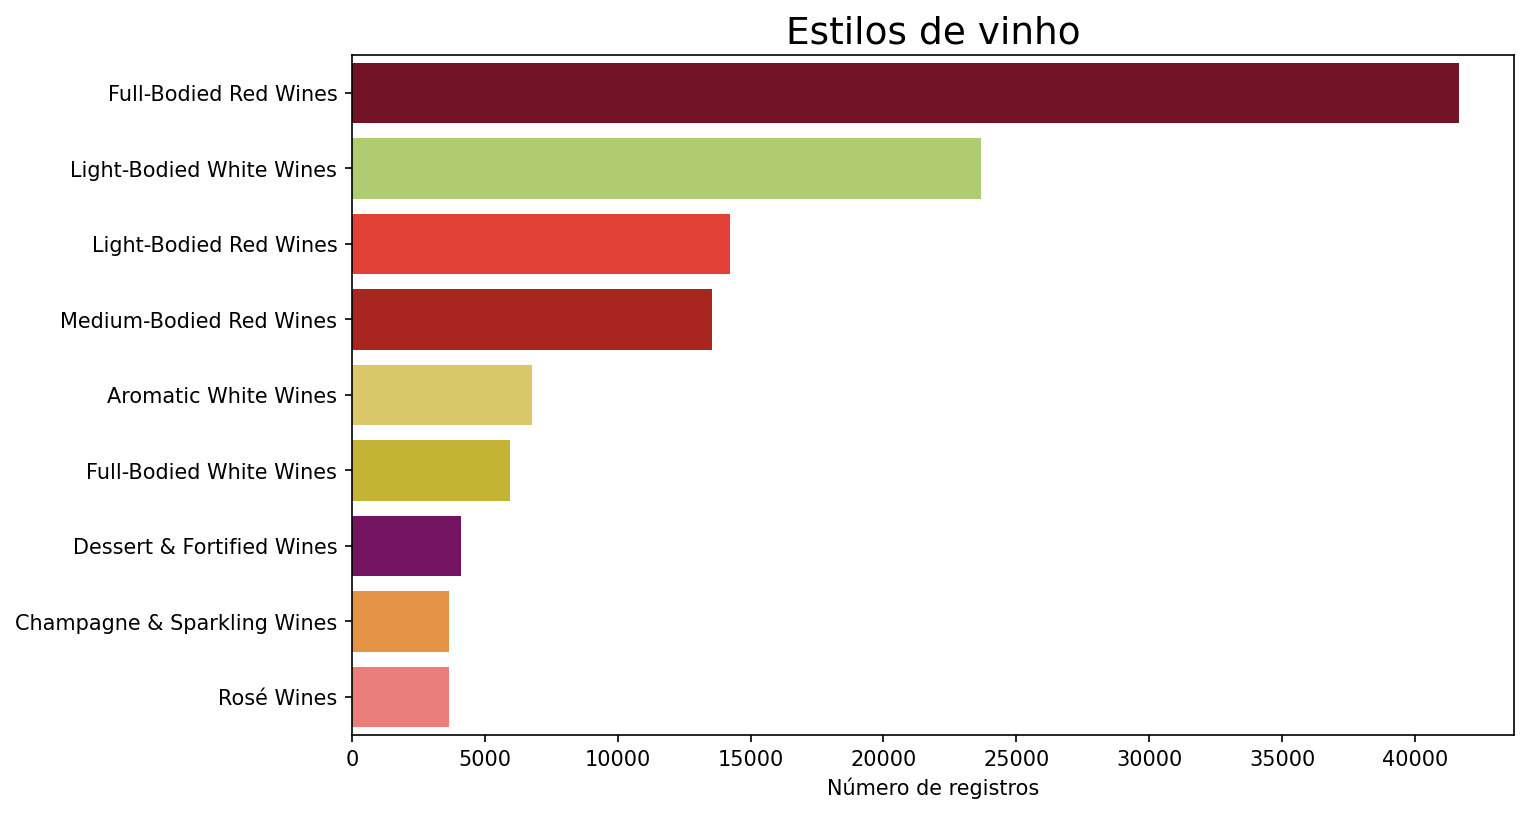 Estilos de vinho
Full-Bodied Red Wines
Light-Bodied White Wines
Light-Bodied Red Wines
Medium-Bodied Red Wines
Aromatic White Wines
Full-Bodied White Wines
Dessert & Fortified Wines
Champagne & Sparkling Wines
Rosé Wines
0 5000 10000 15000 20000 25000 30000 35000 40000
Número de registros